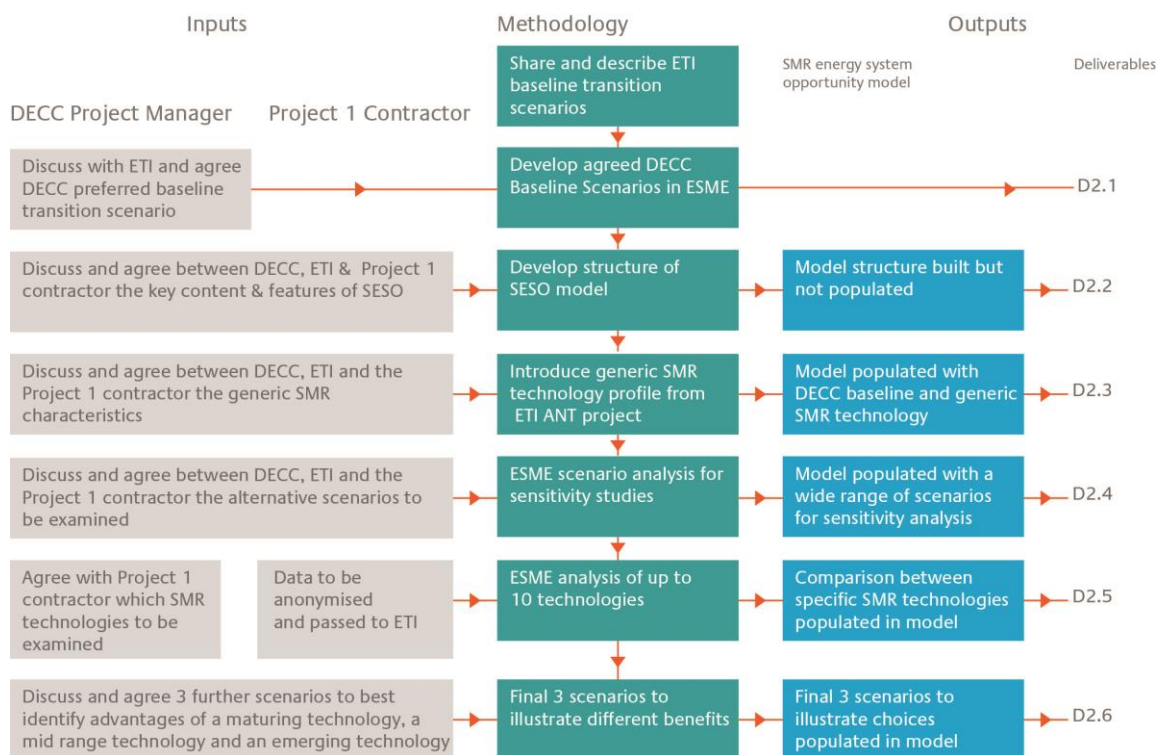 Inputs
Methodology
Outputs
Share and describe ETI
baseline transition
scenarios
SMR energy system
opportunity model
Deliverables
DECC Project Manager
Project 1 Contractor
Discuss with ETI and agree
DECC preferred baseline
transition scenario
Develop agreed DECC
Baseline Scenarios in ESME
D2.1
Discuss and agree between DECC, ETI & Project 1
contractor the key content & features of SESO
Develop structure of
SESO model
Model structure built but
not populated
D2.2
Discuss and agree between DECC, ETI and the
Project 1 contractor the generic SMR
characteristics
Introduce generic SMR
technology profile from
ETI ANT project
Model populated with
DECC baseline and generic
SMR technology
D2.3
Discuss and agree between DECC, ETI and the
Project 1 contractor the alternative scenarios to
be examined
ESME scenario analysis for
sensitivity studies
Model populated with a
wide range of scenarios
for sensitivity analysis
D2.4
Agree with Project 1
contractor which SMR
technologies to be
examined
Data to be
anonymised
and passed to ETI
ESME analysis of up to
10 technologies
Comparison between
specific SMR technologies
populated in model
D2.5
Discuss and agree 3 further scenarios to best
identify advantages of a maturing technology, a
mid range technology and an emerging technology
Final 3 scenarios to
illustrate different benefits
Final 3 scenarios to
illustrate choices
populated in model
D2.6